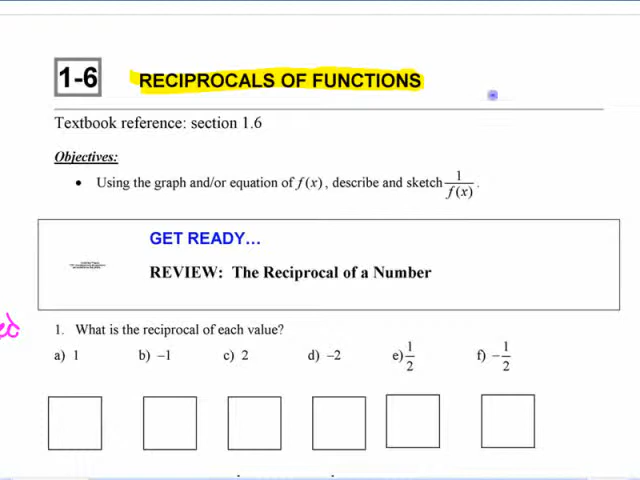 1-6 RECIPROCALS OF FUNCTIONS
Textbook reference: section 1.6
Objectives:
• Using the graph and/or equation of f(x), describe and sketch 1/f(x).
GET READY…
REVIEW: The Reciprocal of a Number
1. What is the reciprocal of each value?
a) 1 b) –1 c) 2 d) –2 e) 1/2 f) –1/2